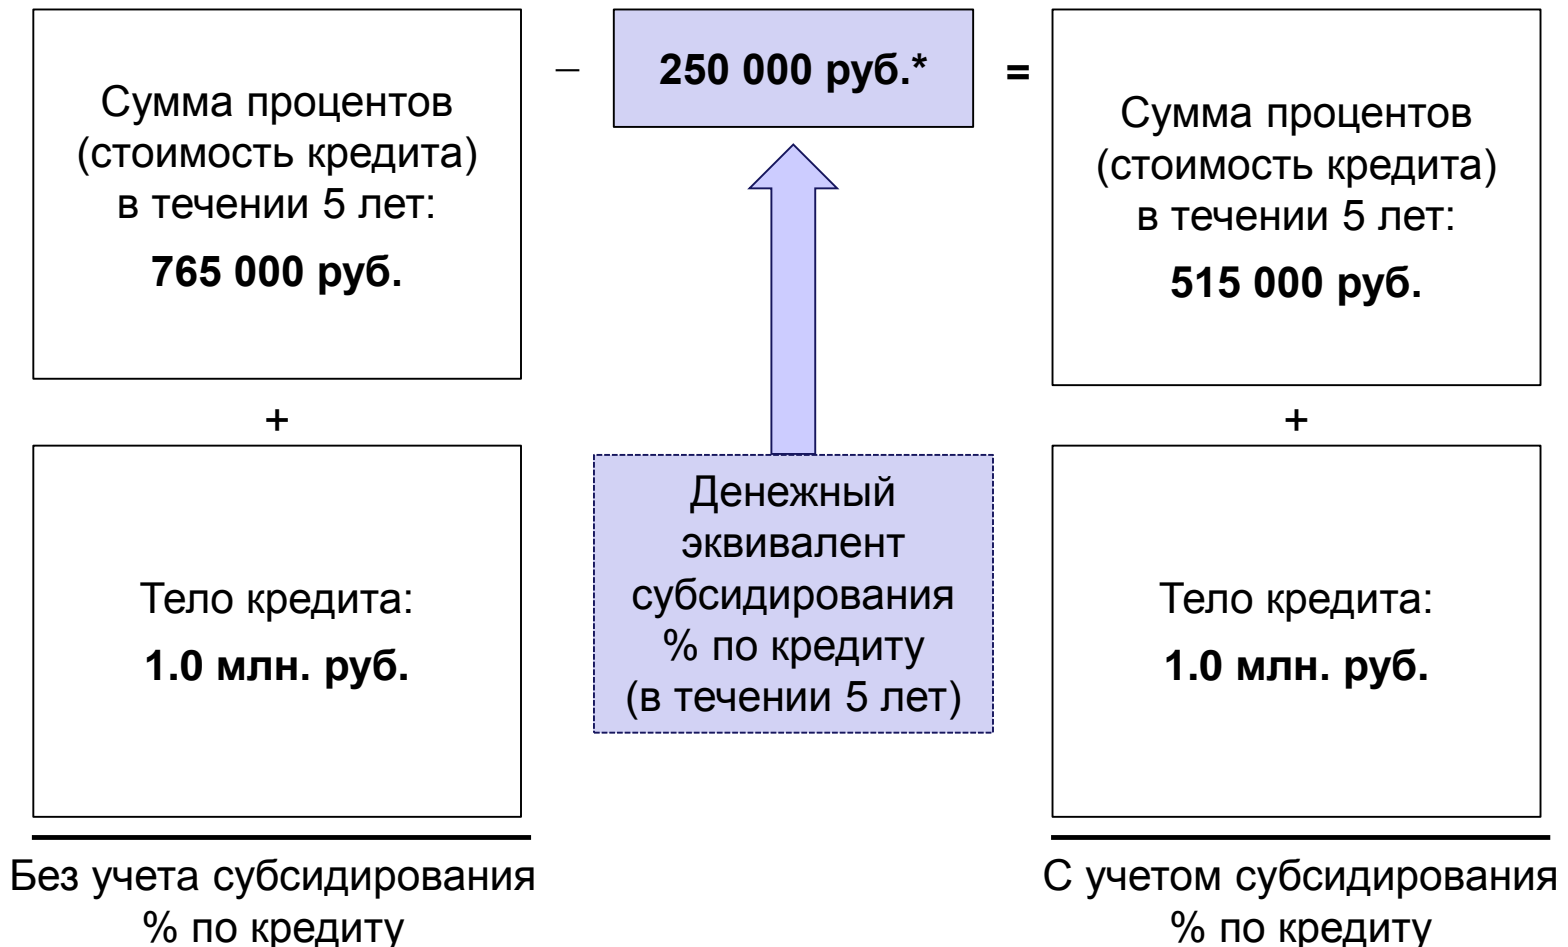 Сумма процентов
(стоимость кредита)
в течении 5 лет:
765 000 руб.
–
250 000 руб.*
=
Сумма процентов
(стоимость кредита)
в течении 5 лет:
515 000 руб.
+
+
Тело кредита:
1.0 млн. руб.
Денежный
эквивалент
субсидирования
% по кредиту
(в течении 5 лет)
Тело кредита:
1.0 млн. руб.
Без учета субсидирования
% по кредиту
С учетом субсидирования
% по кредиту